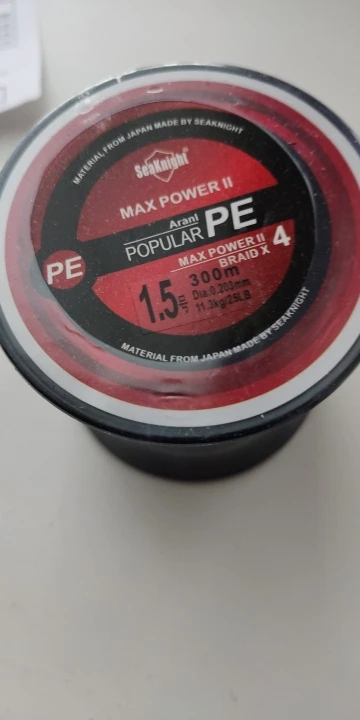 MATERIAL FROM JAPAN MADE BY SEAKNIGHT
SeaKnight
MAX POWER II
Arani
POPULAR PE
MAX POWER II
BRAID X 4
PE
1.5
300m
Dia:0.203mm
11.3kg/25LB
MATERIAL FROM JAPAN MADE BY SEAKNIGHT